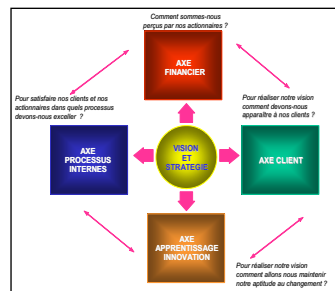 Comment sommes-nous
perçus par nos actionnaires ?
AXE
FINANCIER
Pour satisfaire nos clients et nos
actionnaires dans quels processus
devons-nous exceller ?
Pour réaliser notre vision
comment devons-nous
apparaître à nos clients ?
AXE
PROCESSUS
INTERNES
VISION
ET
STRATEGIE
AXE CLIENT
AXE
APPRENTISSAGE
INNOVATION
Pour réaliser notre vision
comment allons nous maintenir
notre aptitude au changement ?